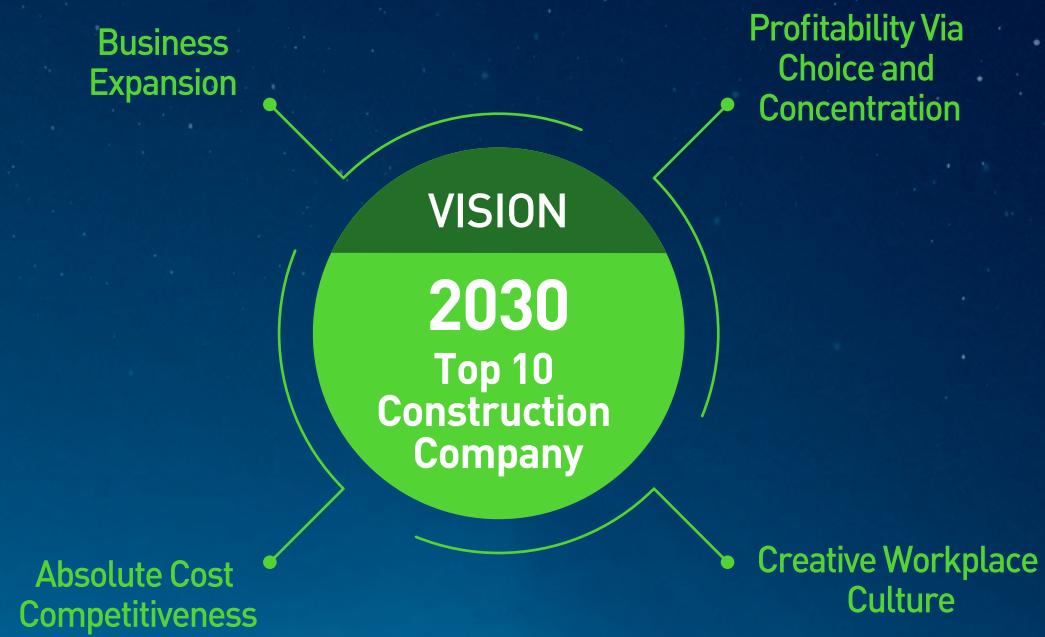 Business
Expansion
Profitability Via
Choice and
Concentration
VISION
2030
Top 10
Construction
Company
Absolute Cost
Competitiveness
Creative Workplace
Culture